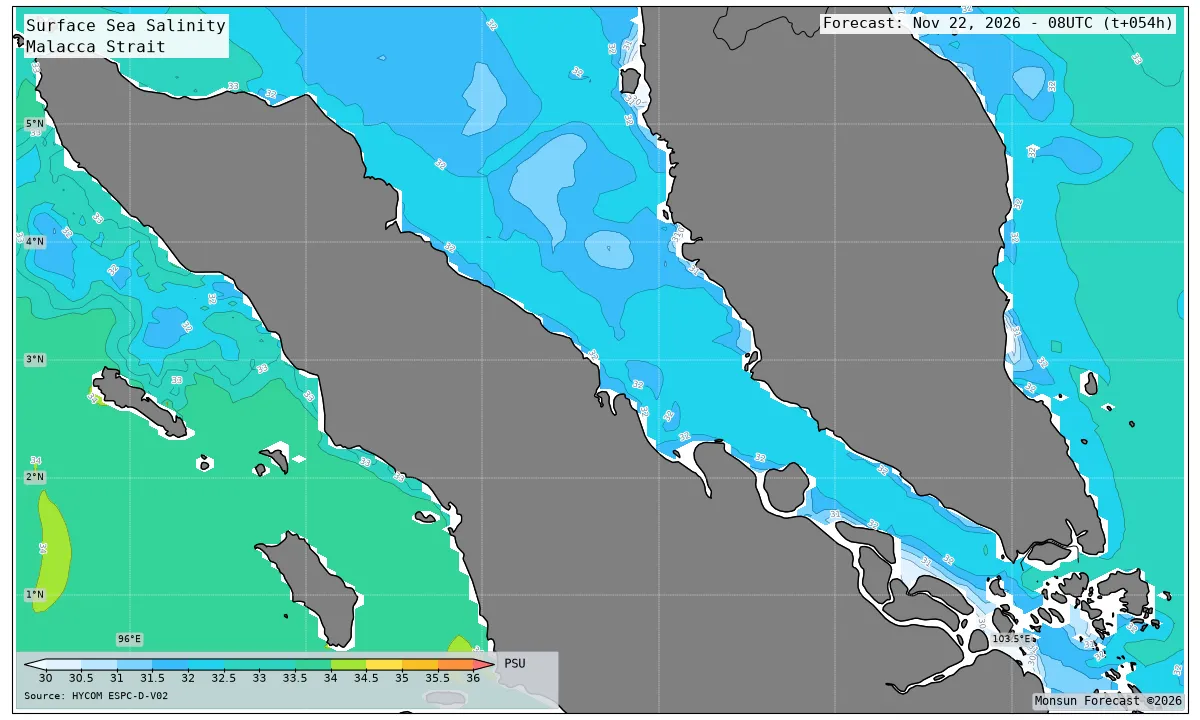 Surface Sea Salinity
Malacca Strait
Forecast: Nov 22, 2026 - 08UTC (t+054h)
5°N
4°N
3°N
2°N
1°N
96°E
103.5°E
PSU
30 30.5 31 31.5 32 32.5 33 33.5 34 34.5 35 35.5 36
Source: HYCOM ESPC-D-V02
Monsun Forecast ©2026